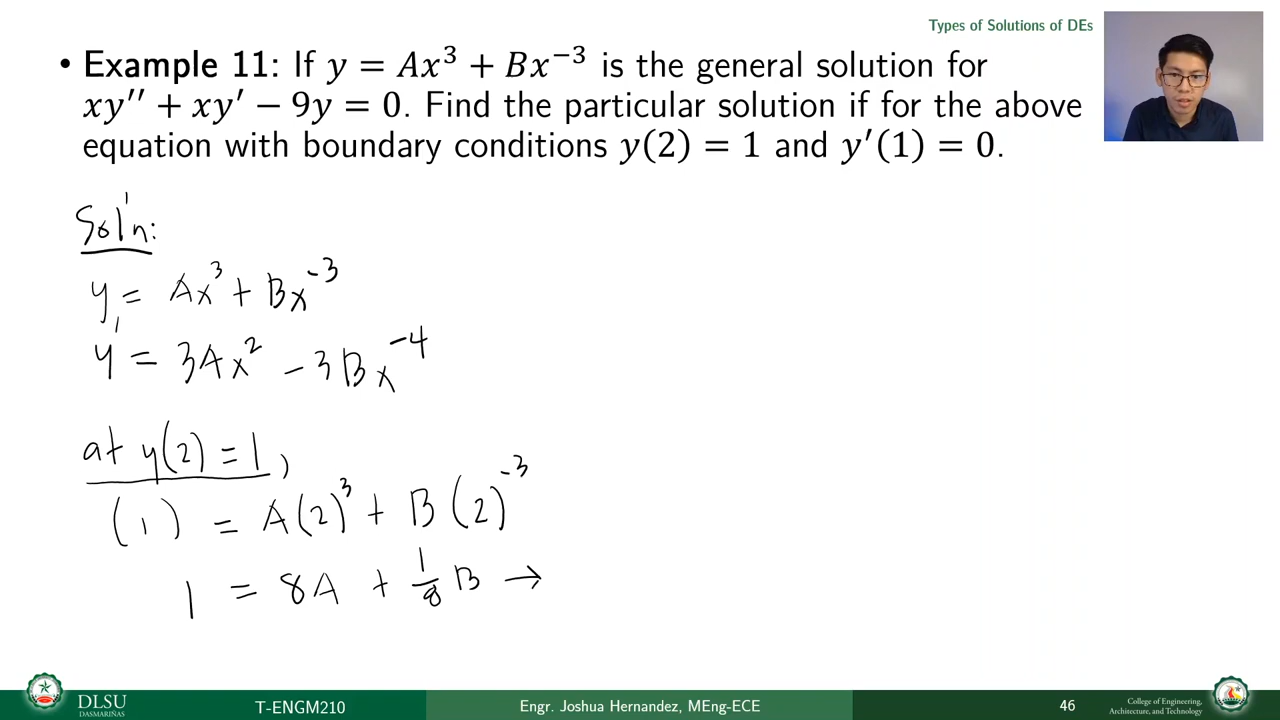 Types of Solutions of DEs
• Example 11: If y = Ax³ + Bx⁻³ is the general solution for
xy′′ + xy′ − 9y = 0. Find the particular solution if for the above
equation with boundary conditions y(2) = 1 and y′(1) = 0.
Sol'n:
y = Ax³ + Bx⁻³
y' = 3Ax² − 3Bx⁻⁴
at y(2) = 1,
(1) = A(2)³ + B(2)⁻³
1 = 8A + 1/8 B →
DLSU
DASMARIÑAS
T-ENGM210
Engr. Joshua Hernandez, MEng-ECE
46
College of Engineering,
Architecture, and Technology